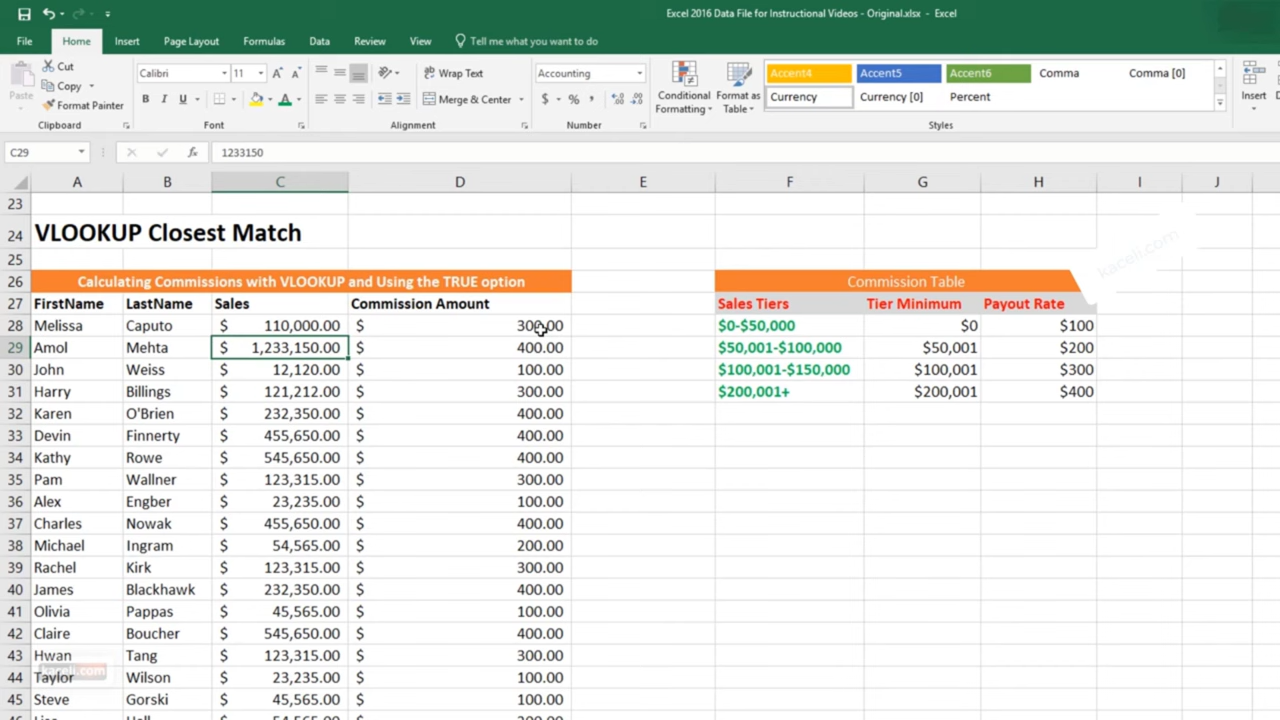 Excel 2016 Data File for Instructional Videos - Original.xlsx - Excel
File Home Insert Page Layout Formulas Data Review View Tell me what you want to do
Paste Cut Copy Format Painter Calibri 11 Wrap Text Merge & Center Accounting $ % , Conditional Formatting Format as Table Accent4 Accent5 Accent6 Comma Comma [0] Currency Currency [0] Percent Insert
B I U A
Clipboard Font Alignment Number Styles
C29 fx 1233150
A B C D E F G H I J
23
24 VLOOKUP Closest Match
25
kaceli.com
26 Calculating Commissions with VLOOKUP and Using the TRUE option Commission Table
27 FirstName LastName Sales Commission Amount Sales Tiers Tier Minimum Payout Rate
28 Melissa Caputo $ 110,000.00 $ 300.00 $0-$50,000 $0 $100
29 Amol Mehta $ 1,233,150.00 $ 400.00 $50,001-$100,000 $50,001 $200
30 John Weiss $ 12,120.00 $ 100.00 $100,001-$150,000 $100,001 $300
31 Harry Billings $ 121,212.00 $ 300.00 $200,001+ $200,001 $400
32 Karen O'Brien $ 232,350.00 $ 400.00
33 Devin Finnerty $ 455,650.00 $ 400.00
34 Kathy Rowe $ 545,650.00 $ 400.00
35 Pam Wallner $ 123,315.00 $ 300.00
36 Alex Engber $ 23,235.00 $ 100.00
37 Charles Nowak $ 455,650.00 $ 400.00
38 Michael Ingram $ 54,565.00 $ 200.00
39 Rachel Kirk $ 123,315.00 $ 300.00
40 James Blackhawk $ 232,350.00 $ 400.00
41 Olivia Pappas $ 45,565.00 $ 100.00
42 Claire Boucher $ 545,650.00 $ 400.00
43 Hwan Tang $ 123,315.00 $ 300.00
kaceli.com
44 Taylor Wilson $ 23,235.00 $ 100.00
45 Steve Gorski $ 45,565.00 $ 100.00